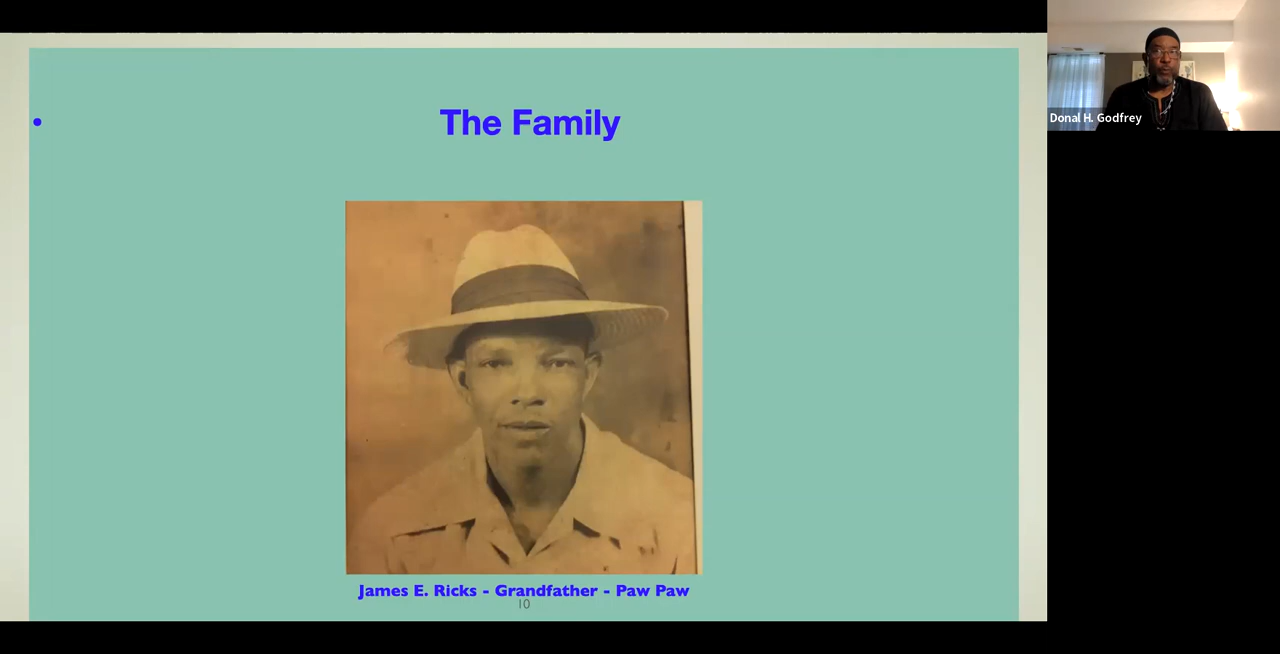 • The Family
James E. Ricks - Grandfather - Paw Paw
10
Donal H. Godfrey